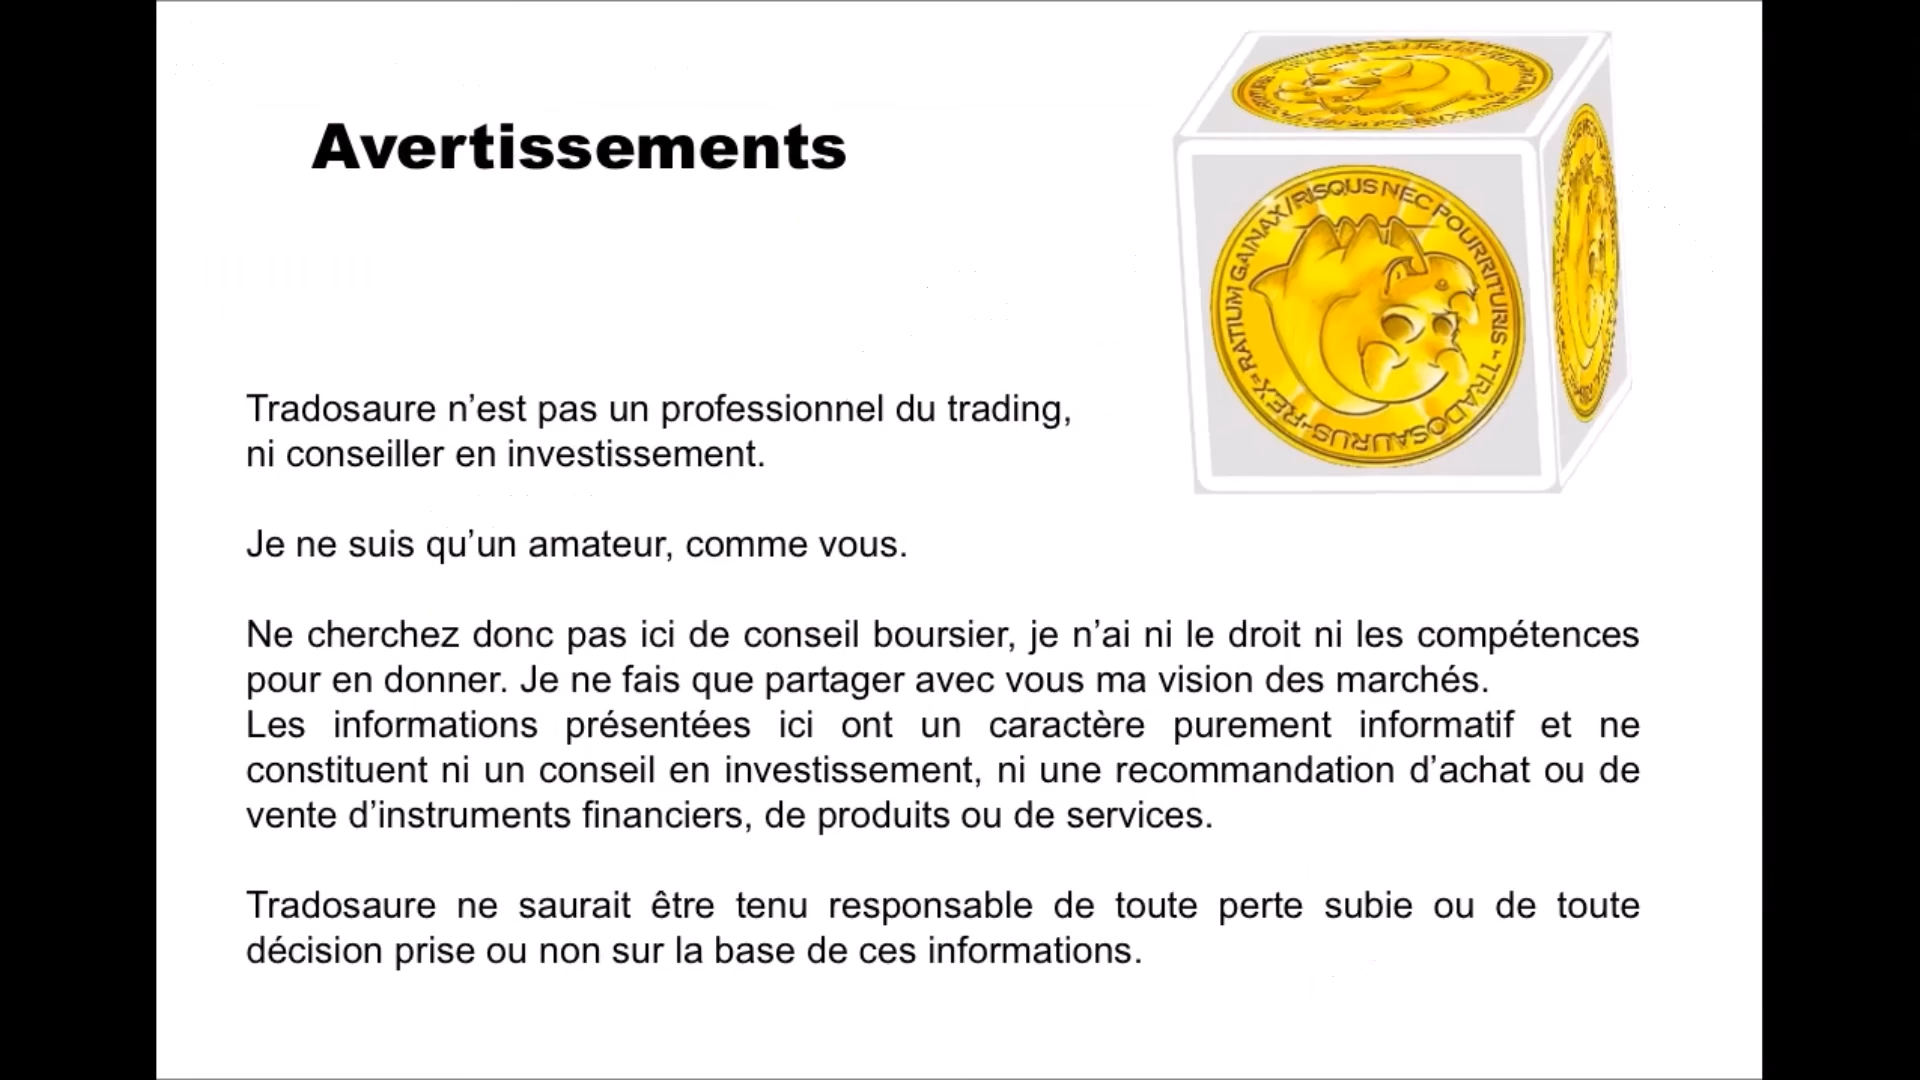 Avertissements
RATIUM GAINAX/RISQUS NEC POURRITURIS - TRADOSAURUS-REX-
Tradosaure n’est pas un professionnel du trading,
ni conseiller en investissement.
Je ne suis qu’un amateur, comme vous.
Ne cherchez donc pas ici de conseil boursier, je n’ai ni le droit ni les compétences
pour en donner. Je ne fais que partager avec vous ma vision des marchés.
Les informations présentées ici ont un caractère purement informatif et ne
constituent ni un conseil en investissement, ni une recommandation d’achat ou de
vente d’instruments financiers, de produits ou de services.
Tradosaure ne saurait être tenu responsable de toute perte subie ou de toute
décision prise ou non sur la base de ces informations.